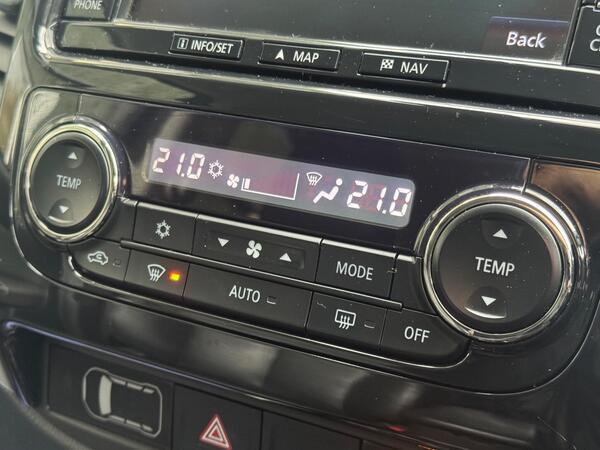 PHONE
Back
i INFO/SET
MAP
NAV
21.0
21.0
TEMP
TEMP
MODE
AUTO
OFF